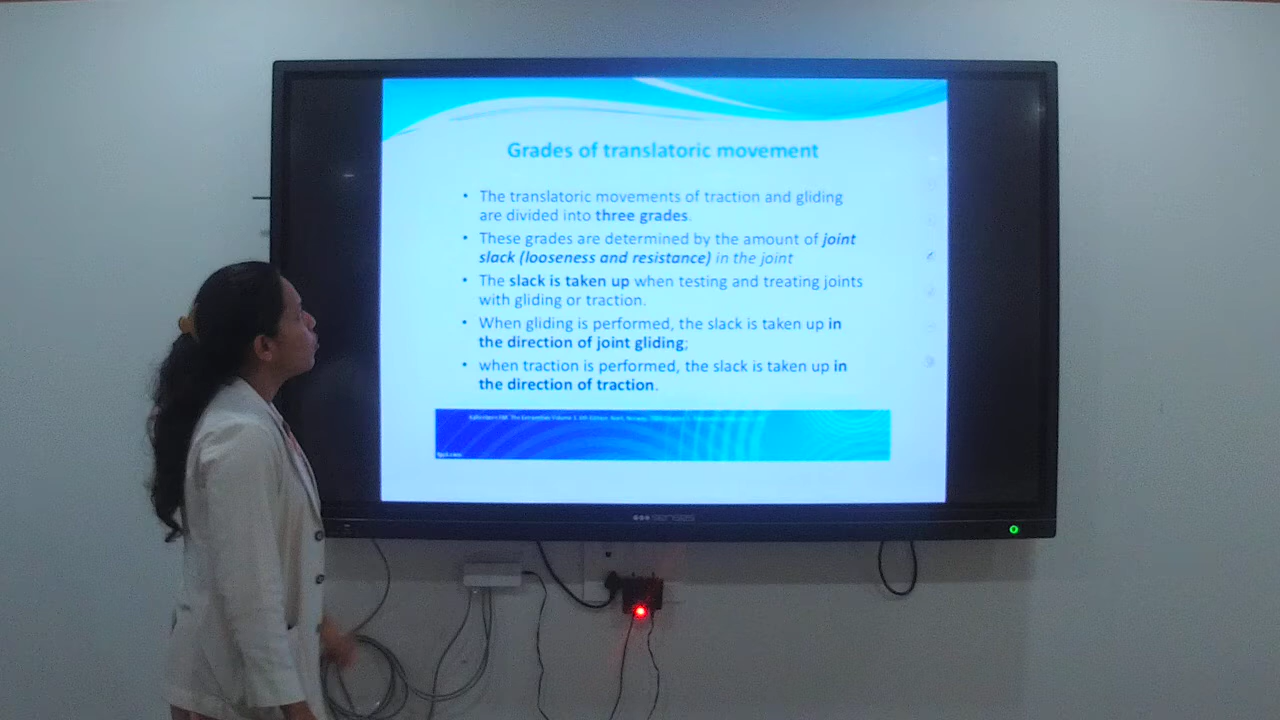 Grades of translatoric movement
• The translatoric movements of traction and gliding
are divided into three grades.
• These grades are determined by the amount of joint
slack (looseness and resistance) in the joint
• The slack is taken up when testing and treating joints
with gliding or traction.
• When gliding is performed, the slack is taken up in
the direction of joint gliding;
• when traction is performed, the slack is taken up in
the direction of traction.
senses